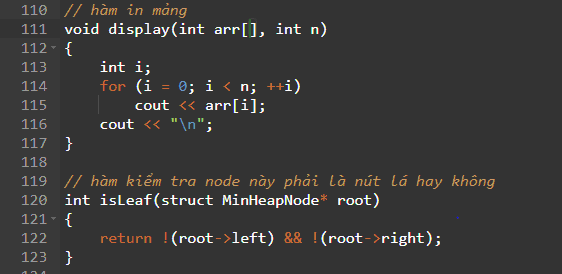 110 // hàm in mảng
111 void display(int arr[], int n)
112 {
113     int i;
114     for (i = 0; i < n; ++i)
115         cout << arr[i];
116     cout << "\n";
117 }
118
119 // hàm kiểm tra node này phải là nút lá hay không
120 int isLeaf(struct MinHeapNode* root)
121 {
122     return !(root->left) && !(root->right);
123 }